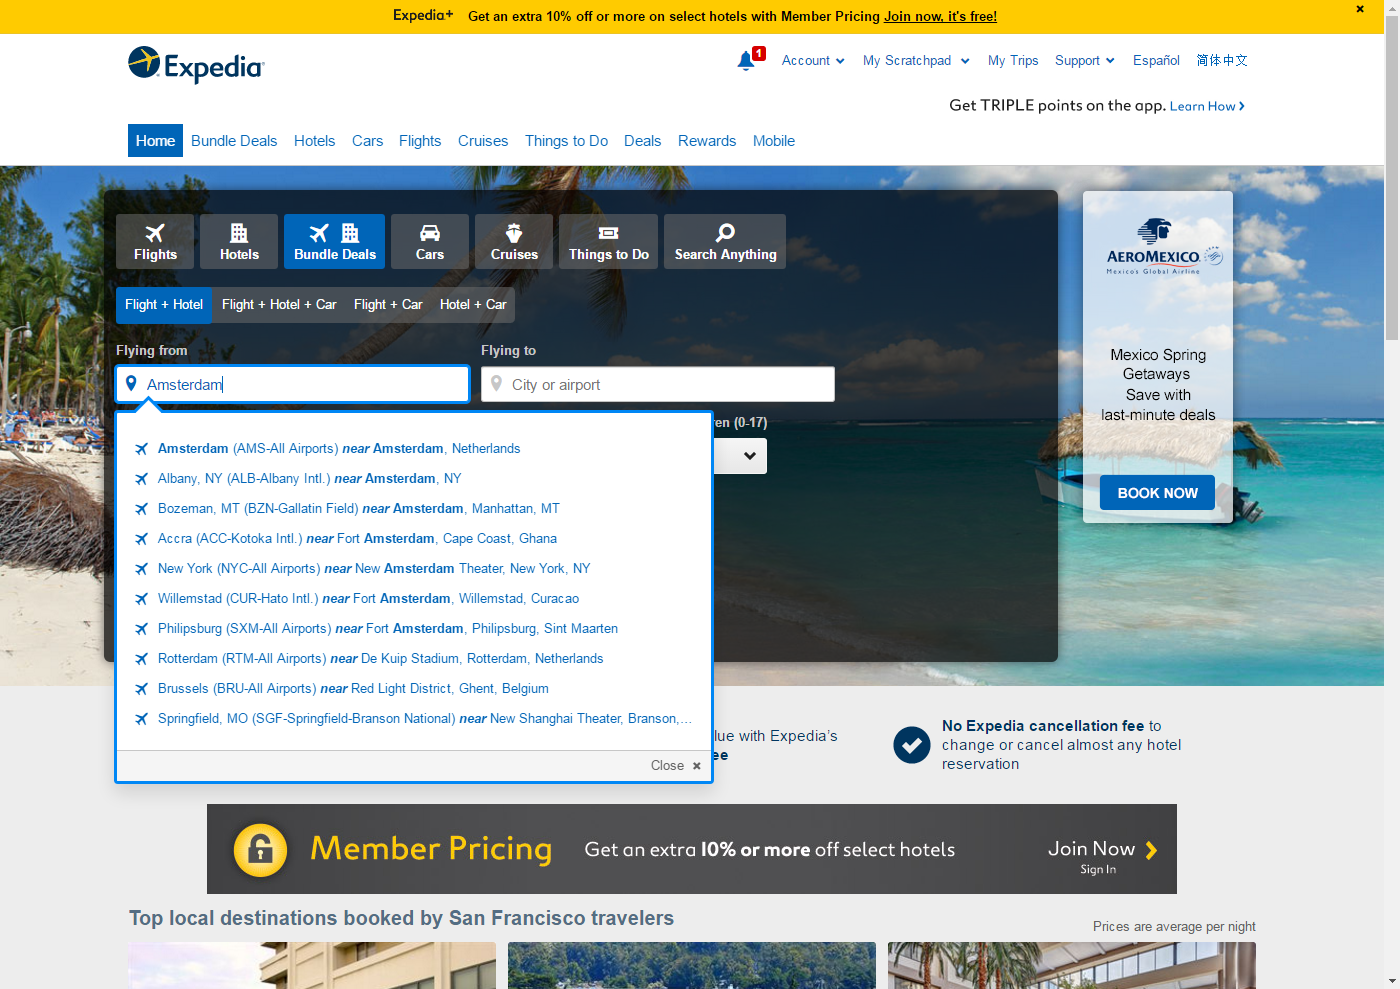 Expedia+ Get an extra 10% off or more on select hotels with Member Pricing Join now, it's free!
Expedia
1 Account My Scratchpad My Trips Support Español 简体中文
Get TRIPLE points on the app. Learn How
Home Bundle Deals Hotels Cars Flights Cruises Things to Do Deals Rewards Mobile
Flights Hotels Bundle Deals Cars Cruises Things to Do Search Anything
Flight + Hotel Flight + Hotel + Car Flight + Car Hotel + Car
Flying from Flying to
Amsterdam City or airport
ren (0-17)
Amsterdam (AMS-All Airports) near Amsterdam, Netherlands
Albany, NY (ALB-Albany Intl.) near Amsterdam, NY
Bozeman, MT (BZN-Gallatin Field) near Amsterdam, Manhattan, MT
Accra (ACC-Kotoka Intl.) near Fort Amsterdam, Cape Coast, Ghana
New York (NYC-All Airports) near New Amsterdam Theater, New York, NY
Willemstad (CUR-Hato Intl.) near Fort Amsterdam, Willemstad, Curacao
Philipsburg (SXM-All Airports) near Fort Amsterdam, Philipsburg, Sint Maarten
Rotterdam (RTM-All Airports) near De Kuip Stadium, Rotterdam, Netherlands
Brussels (BRU-All Airports) near Red Light District, Ghent, Belgium
Springfield, MO (SGF-Springfield-Branson National) near New Shanghai Theater, Branson,...
Close
AEROMEXICO
Mexico's Global Airline
Mexico Spring
Getaways
Save with
last-minute deals
BOOK NOW
lue with Expedia's
ee
No Expedia cancellation fee to
change or cancel almost any hotel
reservation
Member Pricing Get an extra 10% or more off select hotels Join Now
Sign In
Top local destinations booked by San Francisco travelers
Prices are average per night